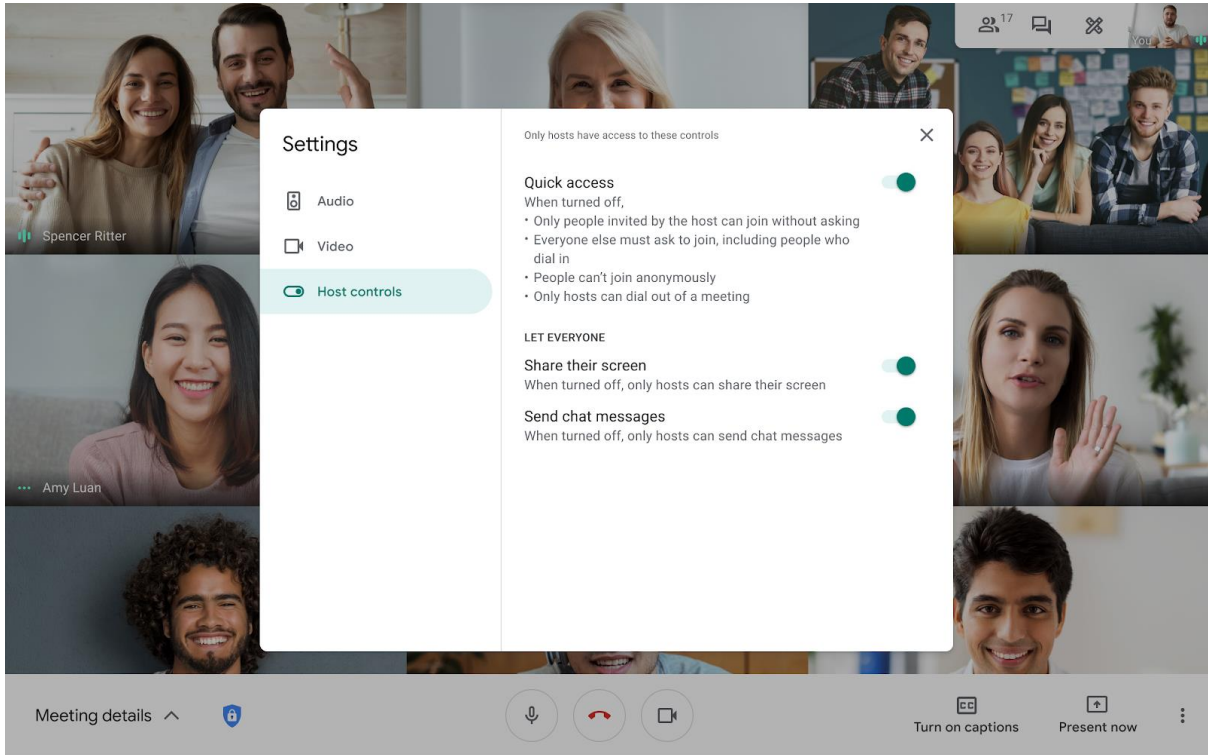 17
You
Settings
Audio
Video
Host controls
Only hosts have access to these controls
Quick access
When turned off,
• Only people invited by the host can join without asking
• Everyone else must ask to join, including people who
dial in
• People can’t join anonymously
• Only hosts can dial out of a meeting
LET EVERYONE
Share their screen
When turned off, only hosts can share their screen
Send chat messages
When turned off, only hosts can send chat messages
Spencer Ritter
Amy Luan
Meeting details
CC
Turn on captions
Present now